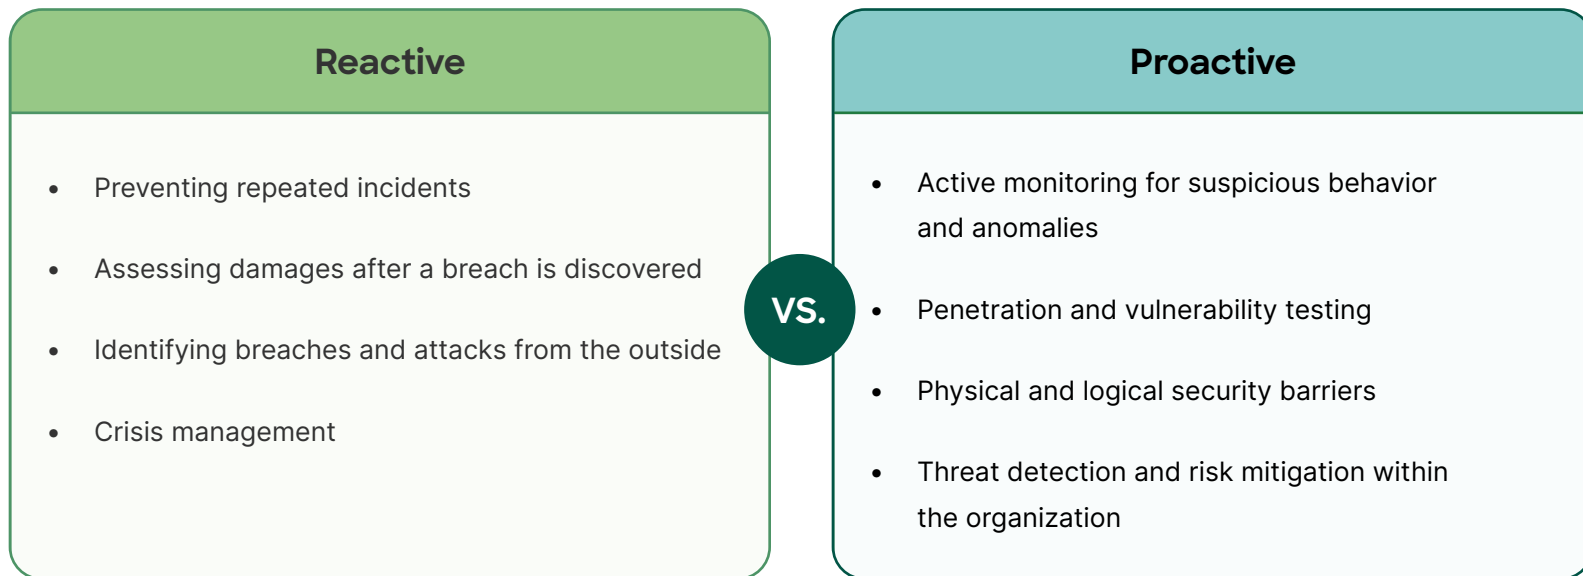 Reactive
• Preventing repeated incidents
• Assessing damages after a breach is discovered
• Identifying breaches and attacks from the outside
• Crisis management
VS.
Proactive
• Active monitoring for suspicious behavior
and anomalies
• Penetration and vulnerability testing
• Physical and logical security barriers
• Threat detection and risk mitigation within
the organization